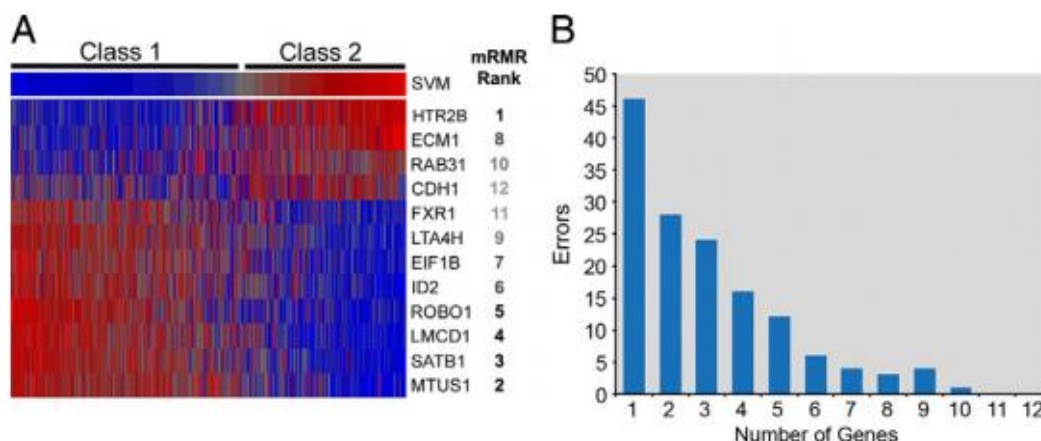 A
Class 1 Class 2 mRMR
Rank
SVM
HTR2B 1
ECM1 8
RAB31 10
CDH1 12
FXR1 11
LTA4H 9
EIF1B 7
ID2 6
ROBO1 5
LMCD1 4
SATB1 3
MTUS1 2
B
50
45
40
35
30
25
20
15
10
5
0
Errors
1 2 3 4 5 6 7 8 9 10 11 12
Number of Genes